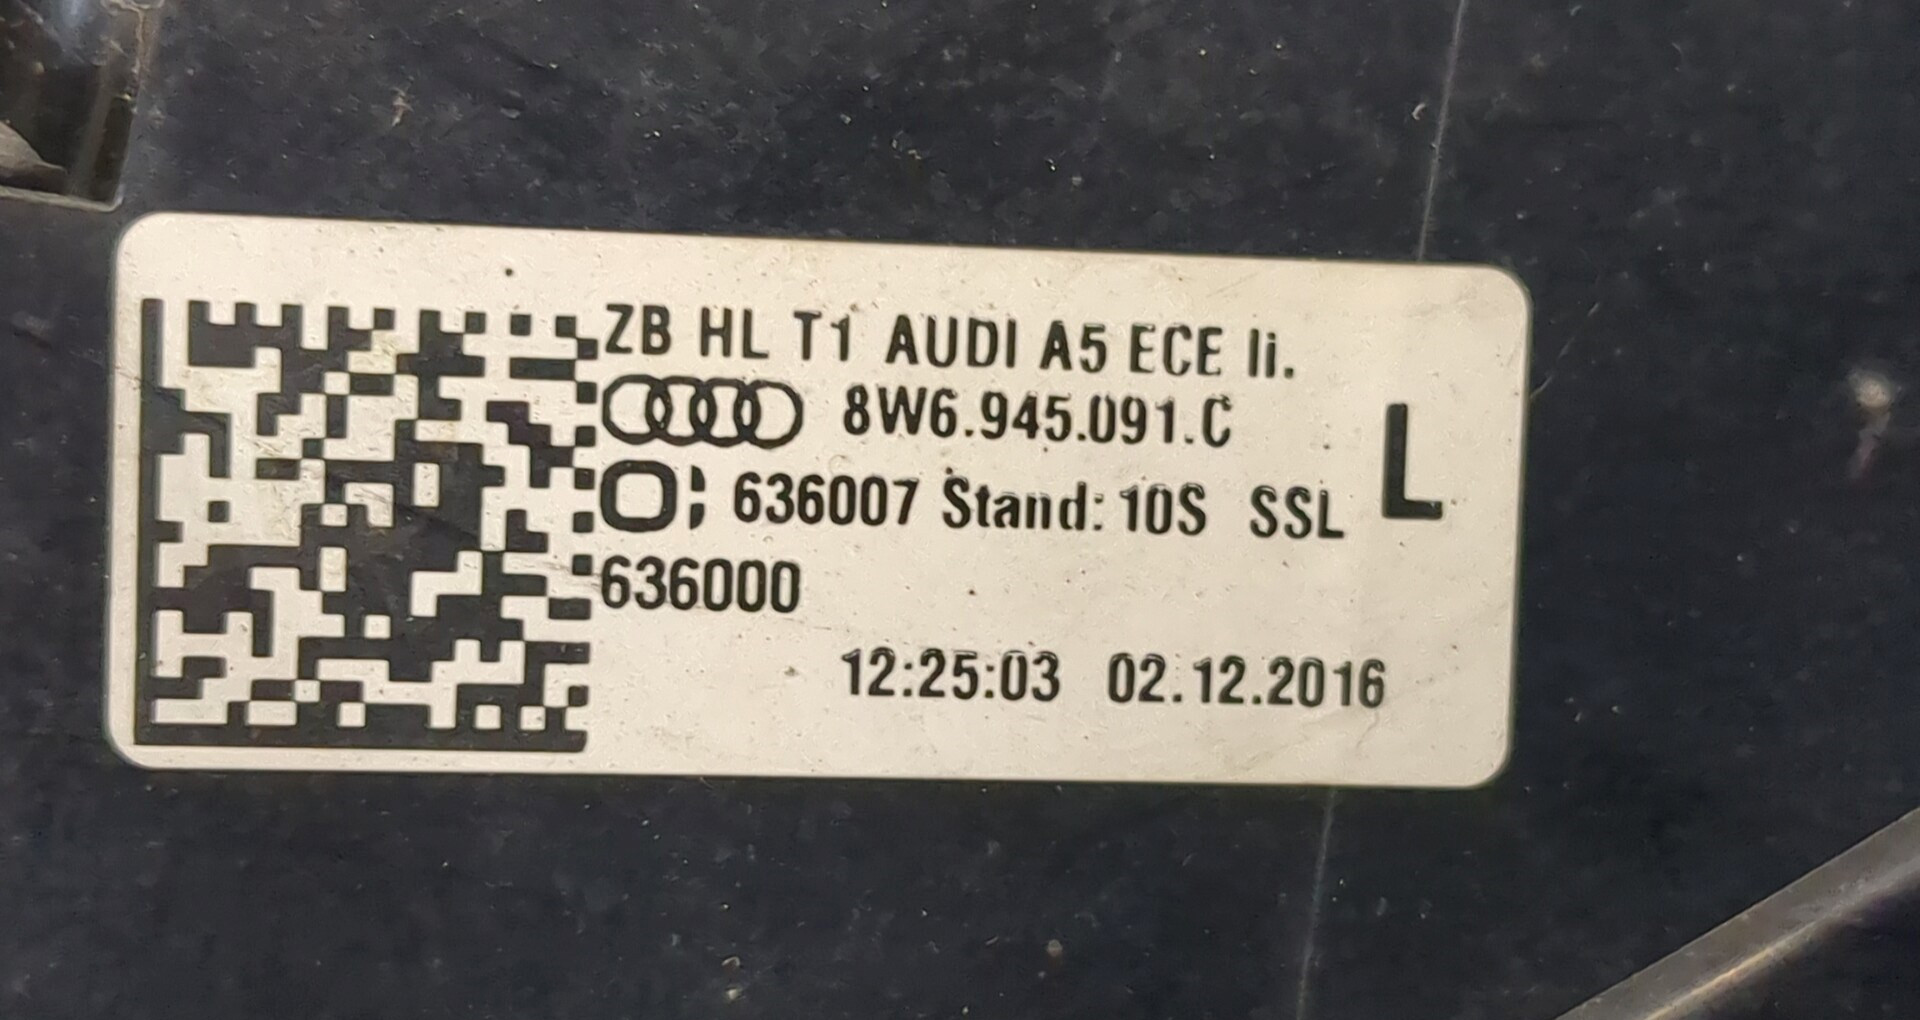 ZB HL T1 AUDI A5 ECE li.
8W6.945.091.C
636007 Stand: 10S SSL L
636000
12:25:03 02.12.2016